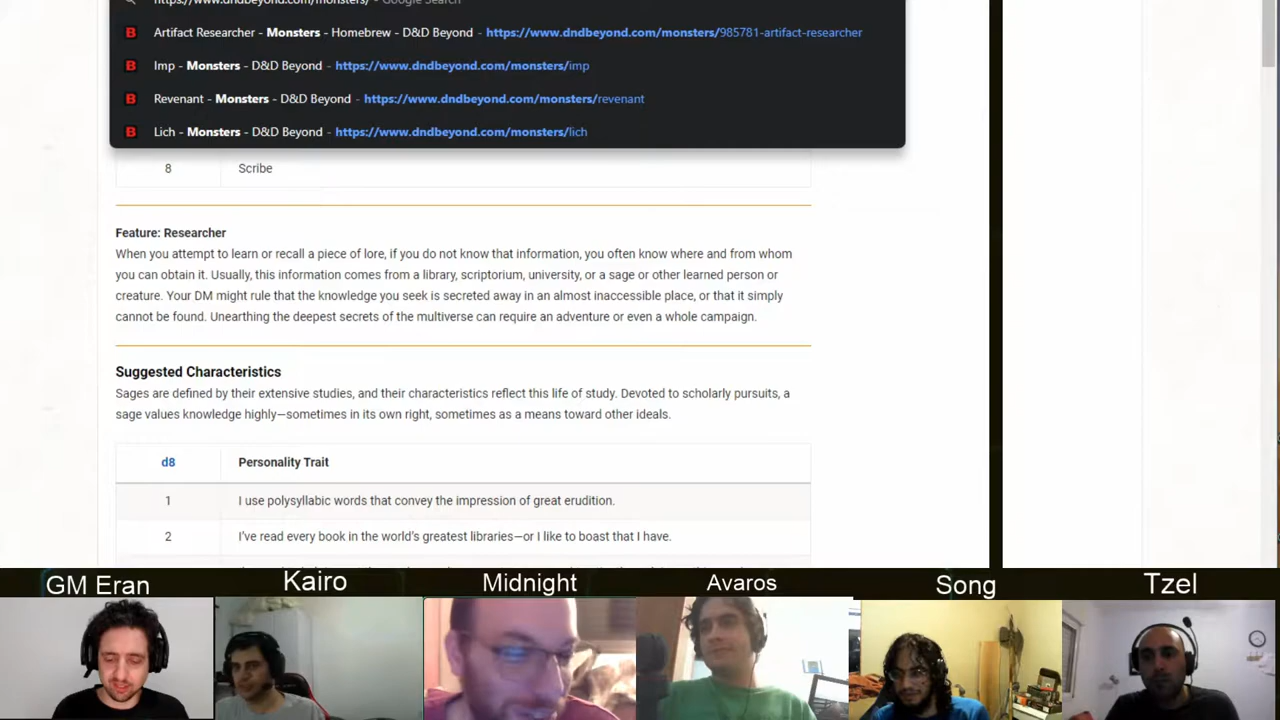 https://www.dndbeyond.com/monsters/ - Google Search
Artifact Researcher - Monsters - Homebrew - D&D Beyond - https://www.dndbeyond.com/monsters/985781-artifact-researcher
Imp - Monsters - D&D Beyond - https://www.dndbeyond.com/monsters/imp
Revenant - Monsters - D&D Beyond - https://www.dndbeyond.com/monsters/revenant
Lich - Monsters - D&D Beyond - https://www.dndbeyond.com/monsters/lich
8 Scribe
Feature: Researcher
When you attempt to learn or recall a piece of lore, if you do not know that information, you often know where and from whom
you can obtain it. Usually, this information comes from a library, scriptorium, university, or a sage or other learned person or
creature. Your DM might rule that the knowledge you seek is secreted away in an almost inaccessible place, or that it simply
cannot be found. Unearthing the deepest secrets of the multiverse can require an adventure or even a whole campaign.
Suggested Characteristics
Sages are defined by their extensive studies, and their characteristics reflect this life of study. Devoted to scholarly pursuits, a
sage values knowledge highly—sometimes in its own right, sometimes as a means toward other ideals.
d8 Personality Trait
1 I use polysyllabic words that convey the impression of great erudition.
2 I've read every book in the world's greatest libraries—or I like to boast that I have.
GM Eran Kairo Midnight Avaros Song Tzel